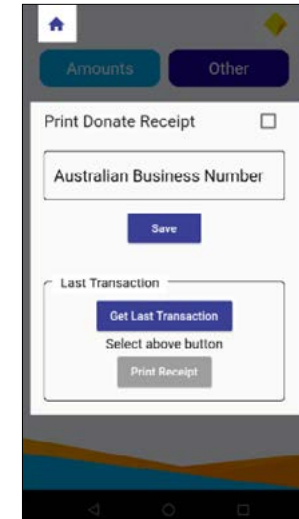 Amounts Other
Print Donate Receipt
Australian Business Number
Save
Last Transaction
Get Last Transaction
Select above button
Print Receipt